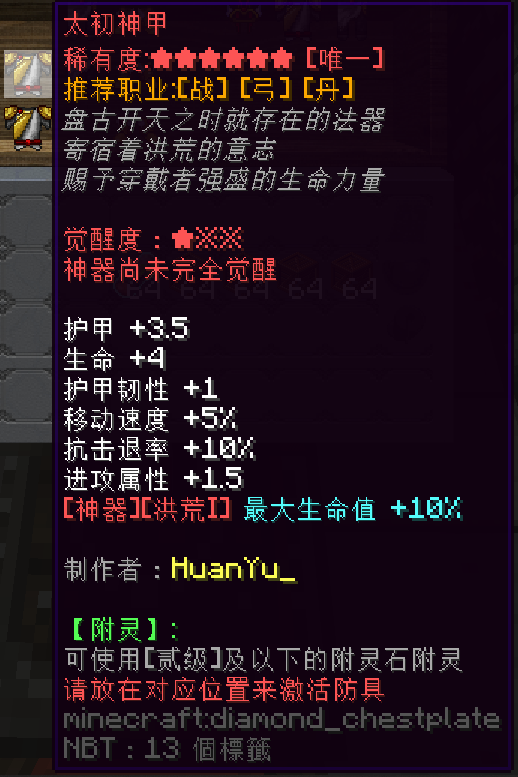 太初神甲
稀有度:★★★★★★ [唯一]
推荐职业:[战] [弓] [丹]
盘古开天之时就存在的法器
寄宿着洪荒的意志
赐予穿戴者强盛的生命力量
觉醒度：★※※
神器尚未完全觉醒
64 64 64 64 64
护甲 +3.5
生命 +4
护甲韧性 +1
移动速度 +5%
抗击退率 +10%
进攻属性 +1.5
[神器][洪荒I] 最大生命值 +10%
制作者：HuanYu_
【附灵】:
可使用[贰级]及以下的附灵石附灵
请放在对应位置来激活防具
minecraft:diamond_chestplate
NBT：13 個標籤